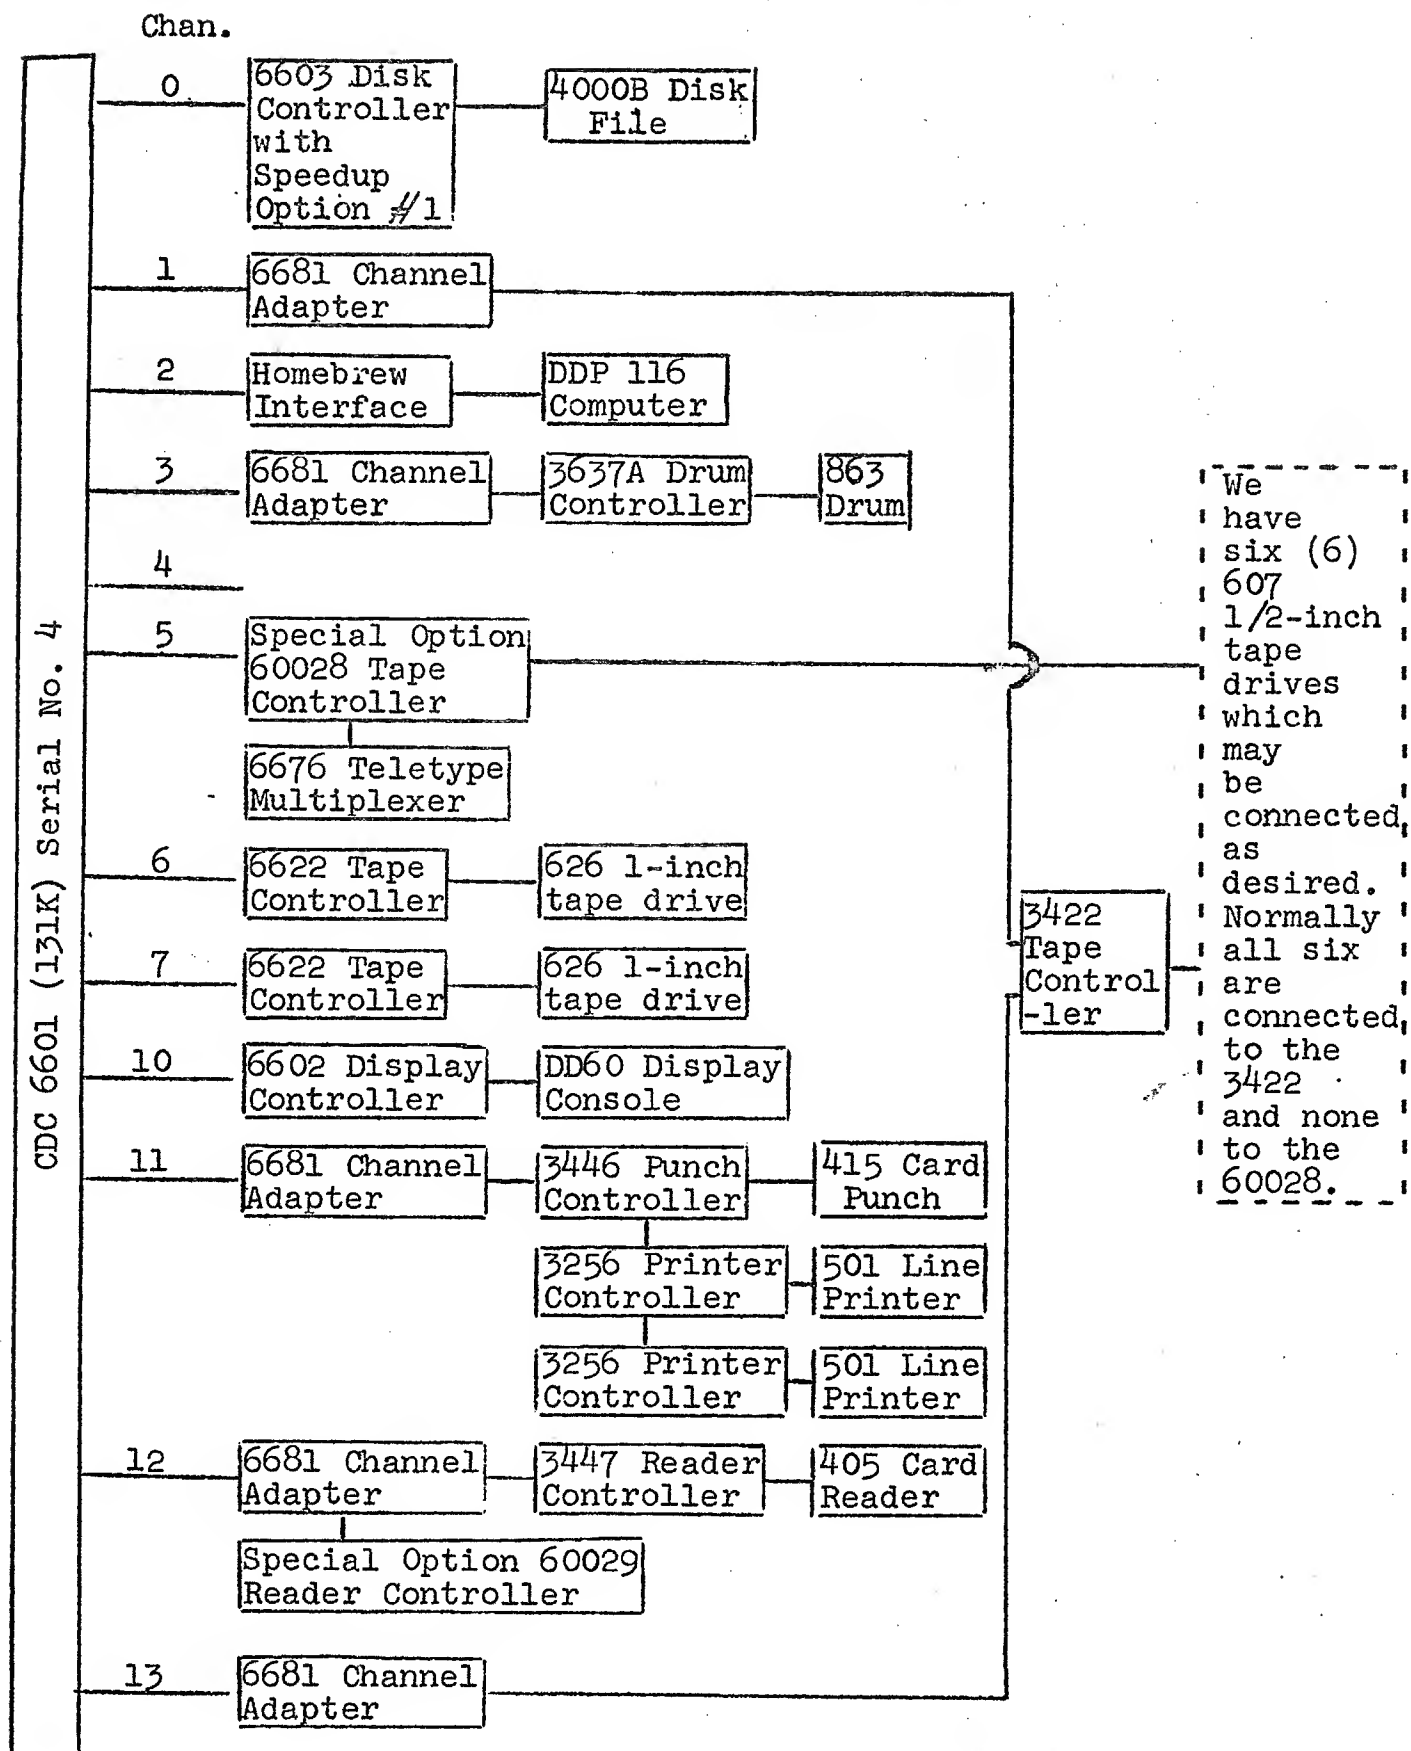 Chan.
CDC 6601 (131K) Serial No. 4
0
6603 Disk
Controller
with
Speedup
Option #1
4000B Disk
File
1
6681 Channel
Adapter
2
Homebrew
Interface
DDP 116
Computer
3
6681 Channel
Adapter
3637A Drum
Controller
863
Drum
4
5
Special Option
60028 Tape
Controller
6676 Teletype
Multiplexer
6
6622 Tape
Controller
626 1-inch
tape drive
7
6622 Tape
Controller
626 1-inch
tape drive
10
6602 Display
Controller
DD60 Display
Console
11
6681 Channel
Adapter
3446 Punch
Controller
415 Card
Punch
3256 Printer
Controller
501 Line
Printer
3256 Printer
Controller
501 Line
Printer
12
6681 Channel
Adapter
3447 Reader
Controller
405 Card
Reader
Special Option 60029
Reader Controller
13
6681 Channel
Adapter
3422
Tape
Control
-ler
We
have
six (6)
607
1/2-inch
tape
drives
which
may
be
connected
as
desired.
Normally
all six
are
connected
to the
3422
and none
to the
60028.